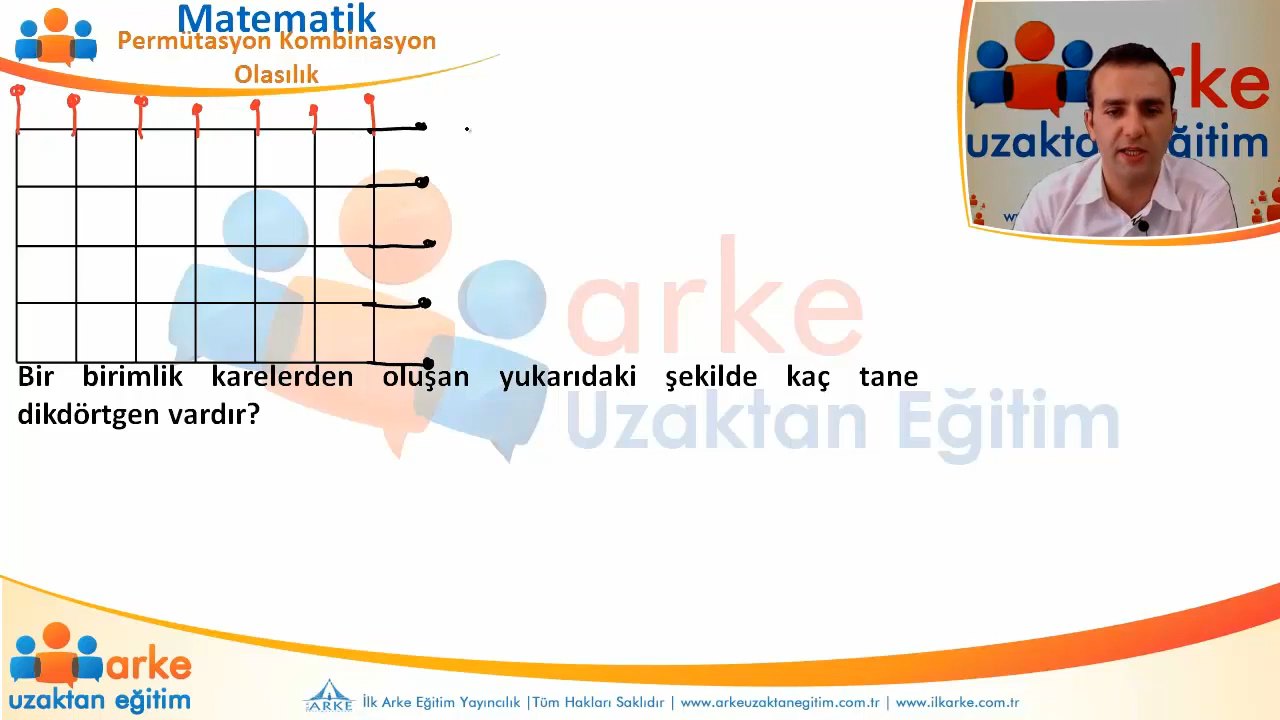 Matematik
Permütasyon Kombinasyon
Olasılık
arke
uzaktan eğitim
arke
Uzaktan Eğitim
Bir birimlik karelerden oluşan yukarıdaki şekilde kaç tane
dikdörtgen vardır?
arke
uzaktan eğitim
ARKE
İlk Arke Eğitim Yayıncılık |Tüm Hakları Saklıdır | www.arkeuzaktanegitim.com.tr | www.ilkarke.com.tr